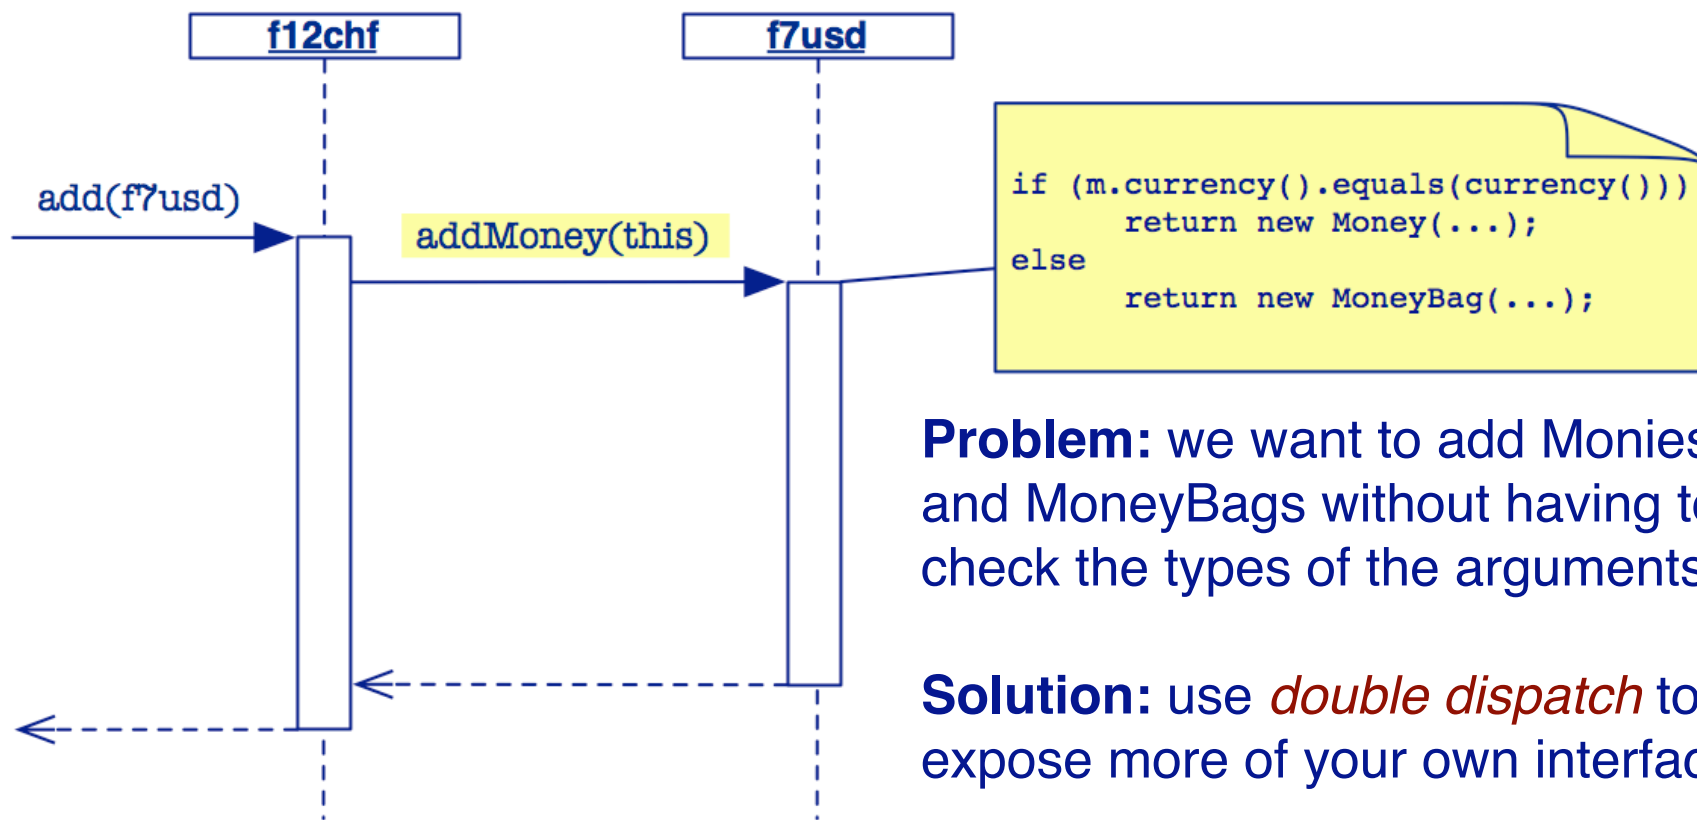 f12chf
f7usd
add(f7usd)
addMoney(this)
if (m.currency().equals(currency()))
return new Money(...);
else
return new MoneyBag(...);
Problem: we want to add Monies
and MoneyBags without having to
check the types of the arguments
Solution: use double dispatch to
expose more of your own interfac